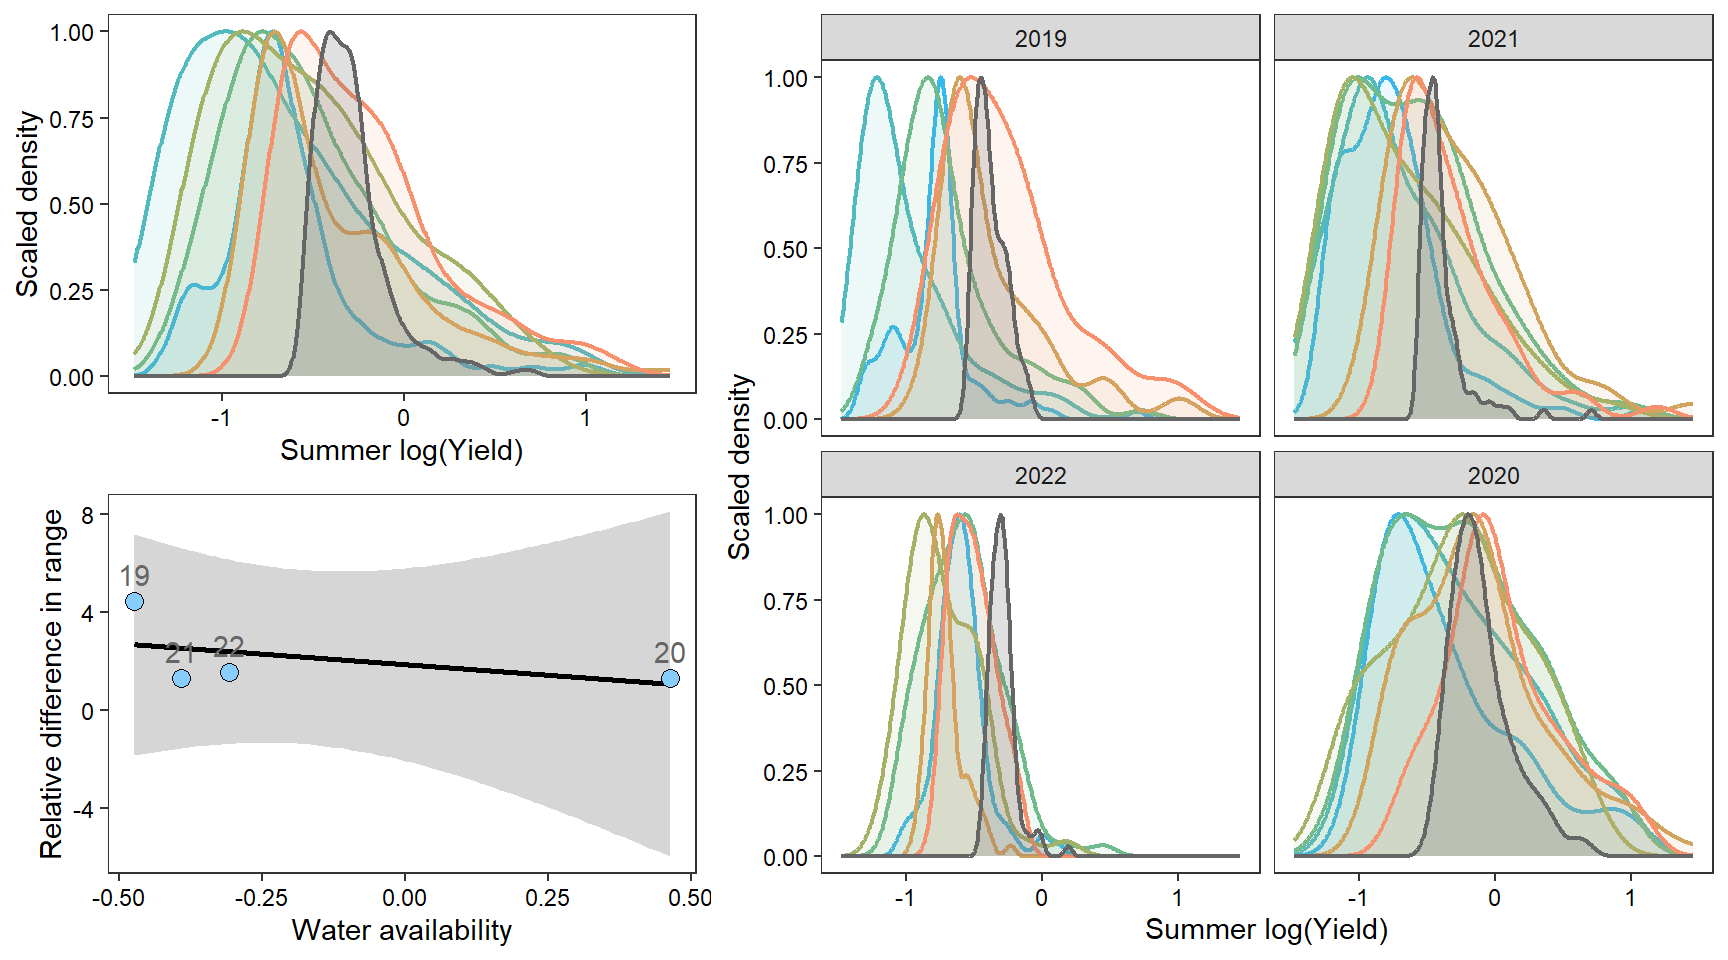 Scaled density
1.00
0.75
0.50
0.25
0.00
-1 0 1
Summer log(Yield)
Relative difference in range
8
4
0
-4
19
21
22
20
-0.50 -0.25 0.00 0.25 0.50
Water availability
Scaled density
2019
2021
1.00
0.75
0.50
0.25
0.00
2022
2020
1.00
0.75
0.50
0.25
0.00
-1 0 1
-1 0 1
Summer log(Yield)